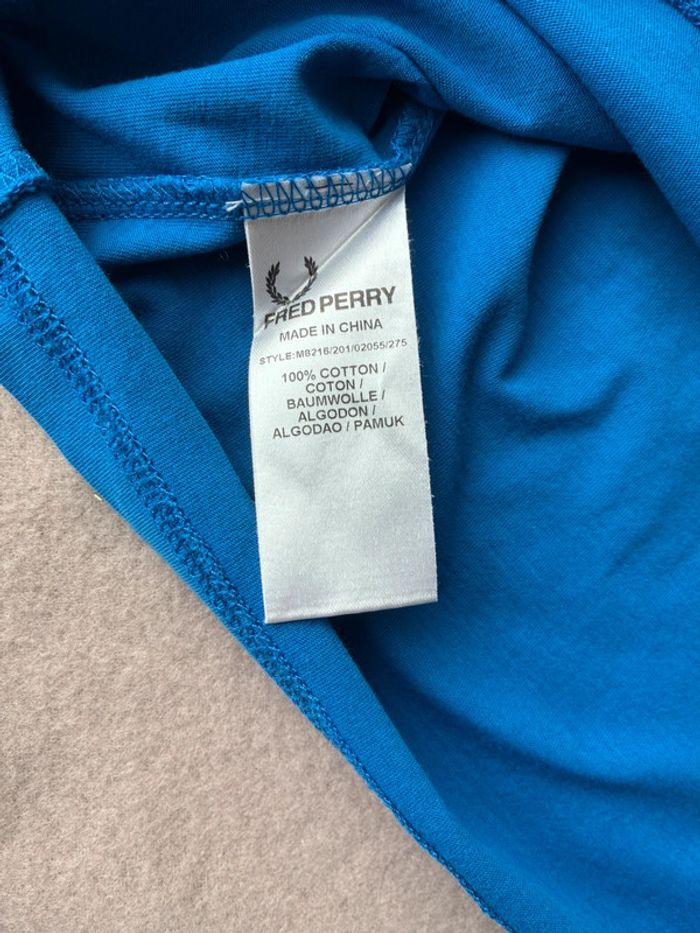 FRED PERRY
MADE IN CHINA
STYLE:M8216/201/02055/275
100% COTTON /
COTON /
BAUMWOLLE /
ALGODON /
ALGODAO / PAMUK